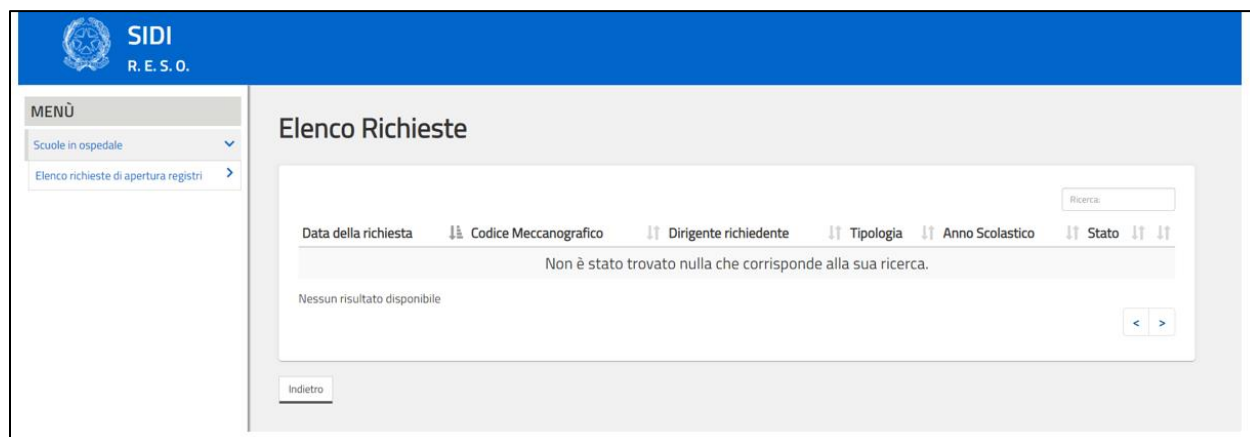 SIDI
R. E. S. O.
MENÙ
Scuole in ospedale
Elenco richieste di apertura registri
Elenco Richieste
Ricerca:
Data della richiesta Codice Meccanografico Dirigente richiedente Tipologia Anno Scolastico Stato
Non è stato trovato nulla che corrisponde alla sua ricerca.
Nessun risultato disponibile
< >
Indietro